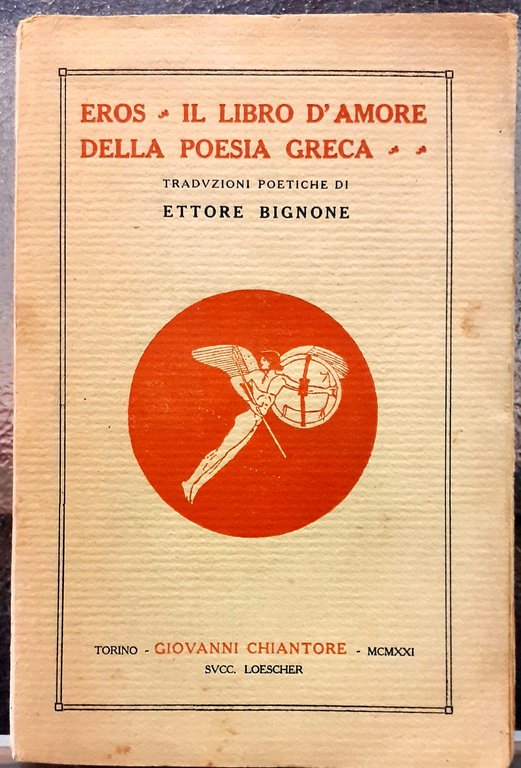 EROS ❧ IL LIBRO D'AMORE
DELLA POESIA GRECA ❧ ❧
TRADVZIONI POETICHE DI
ETTORE BIGNONE
TORINO - GIOVANNI CHIANTORE - MCMXXI
SVCC. LOESCHER